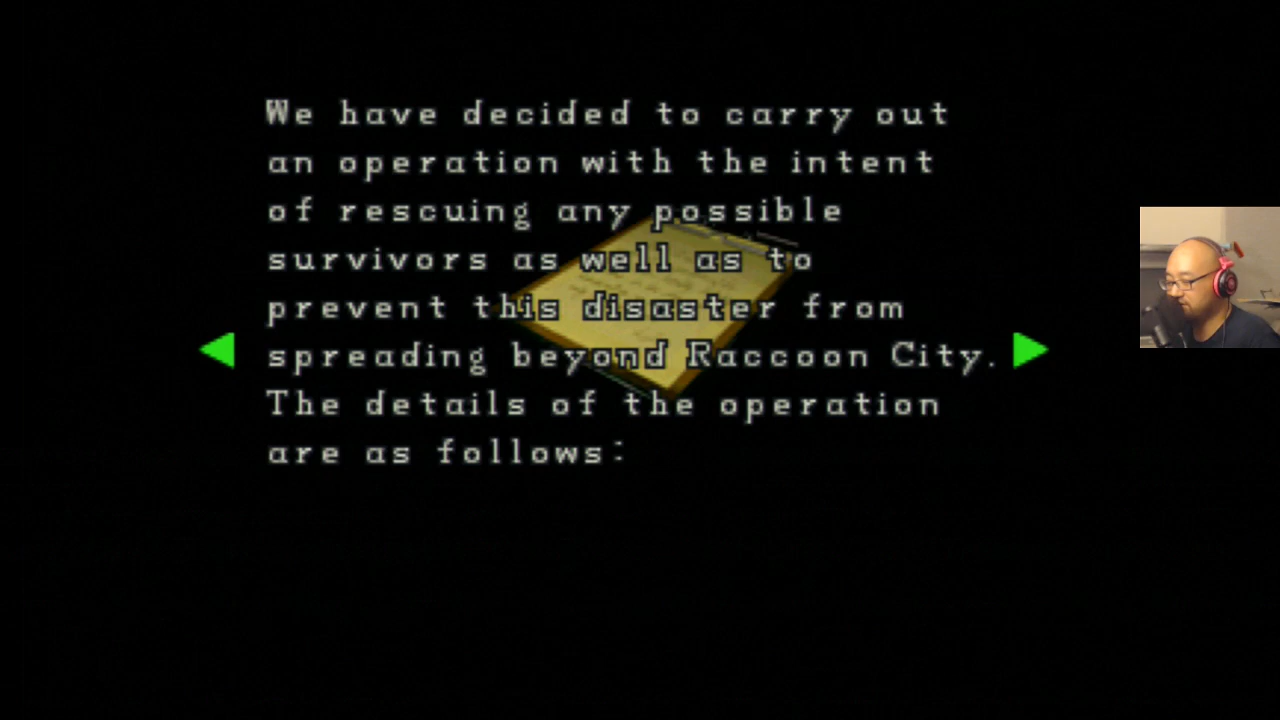 We have decided to carry out
an operation with the intent
of rescuing any possible
survivors as well as to
prevent this disaster from
spreading beyond Raccoon City.
The details of the operation
are as follows: